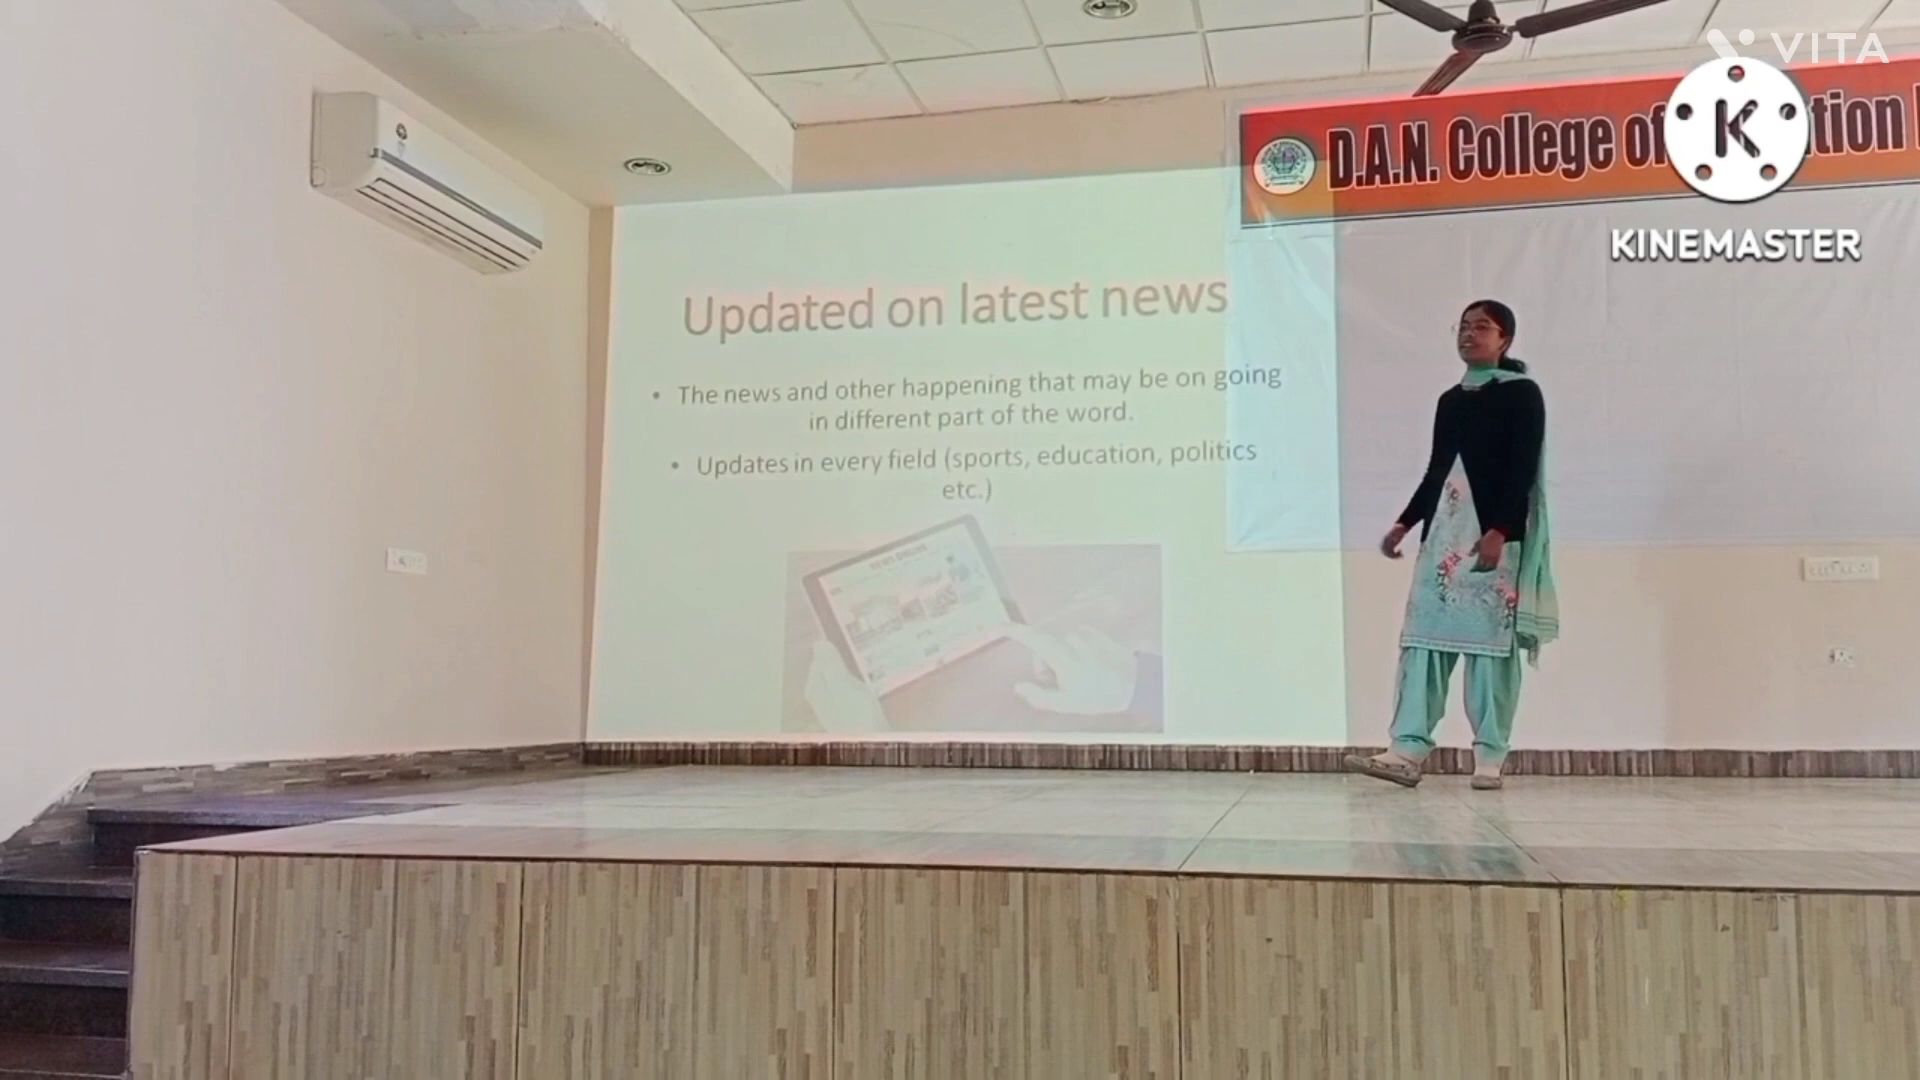 VITA
D.A.N. College of tion
K
KINEMASTER
Updated on latest news
• The news and other happening that may be on going
in different part of the word.
• Updates in every field (sports, education, politics
etc.)